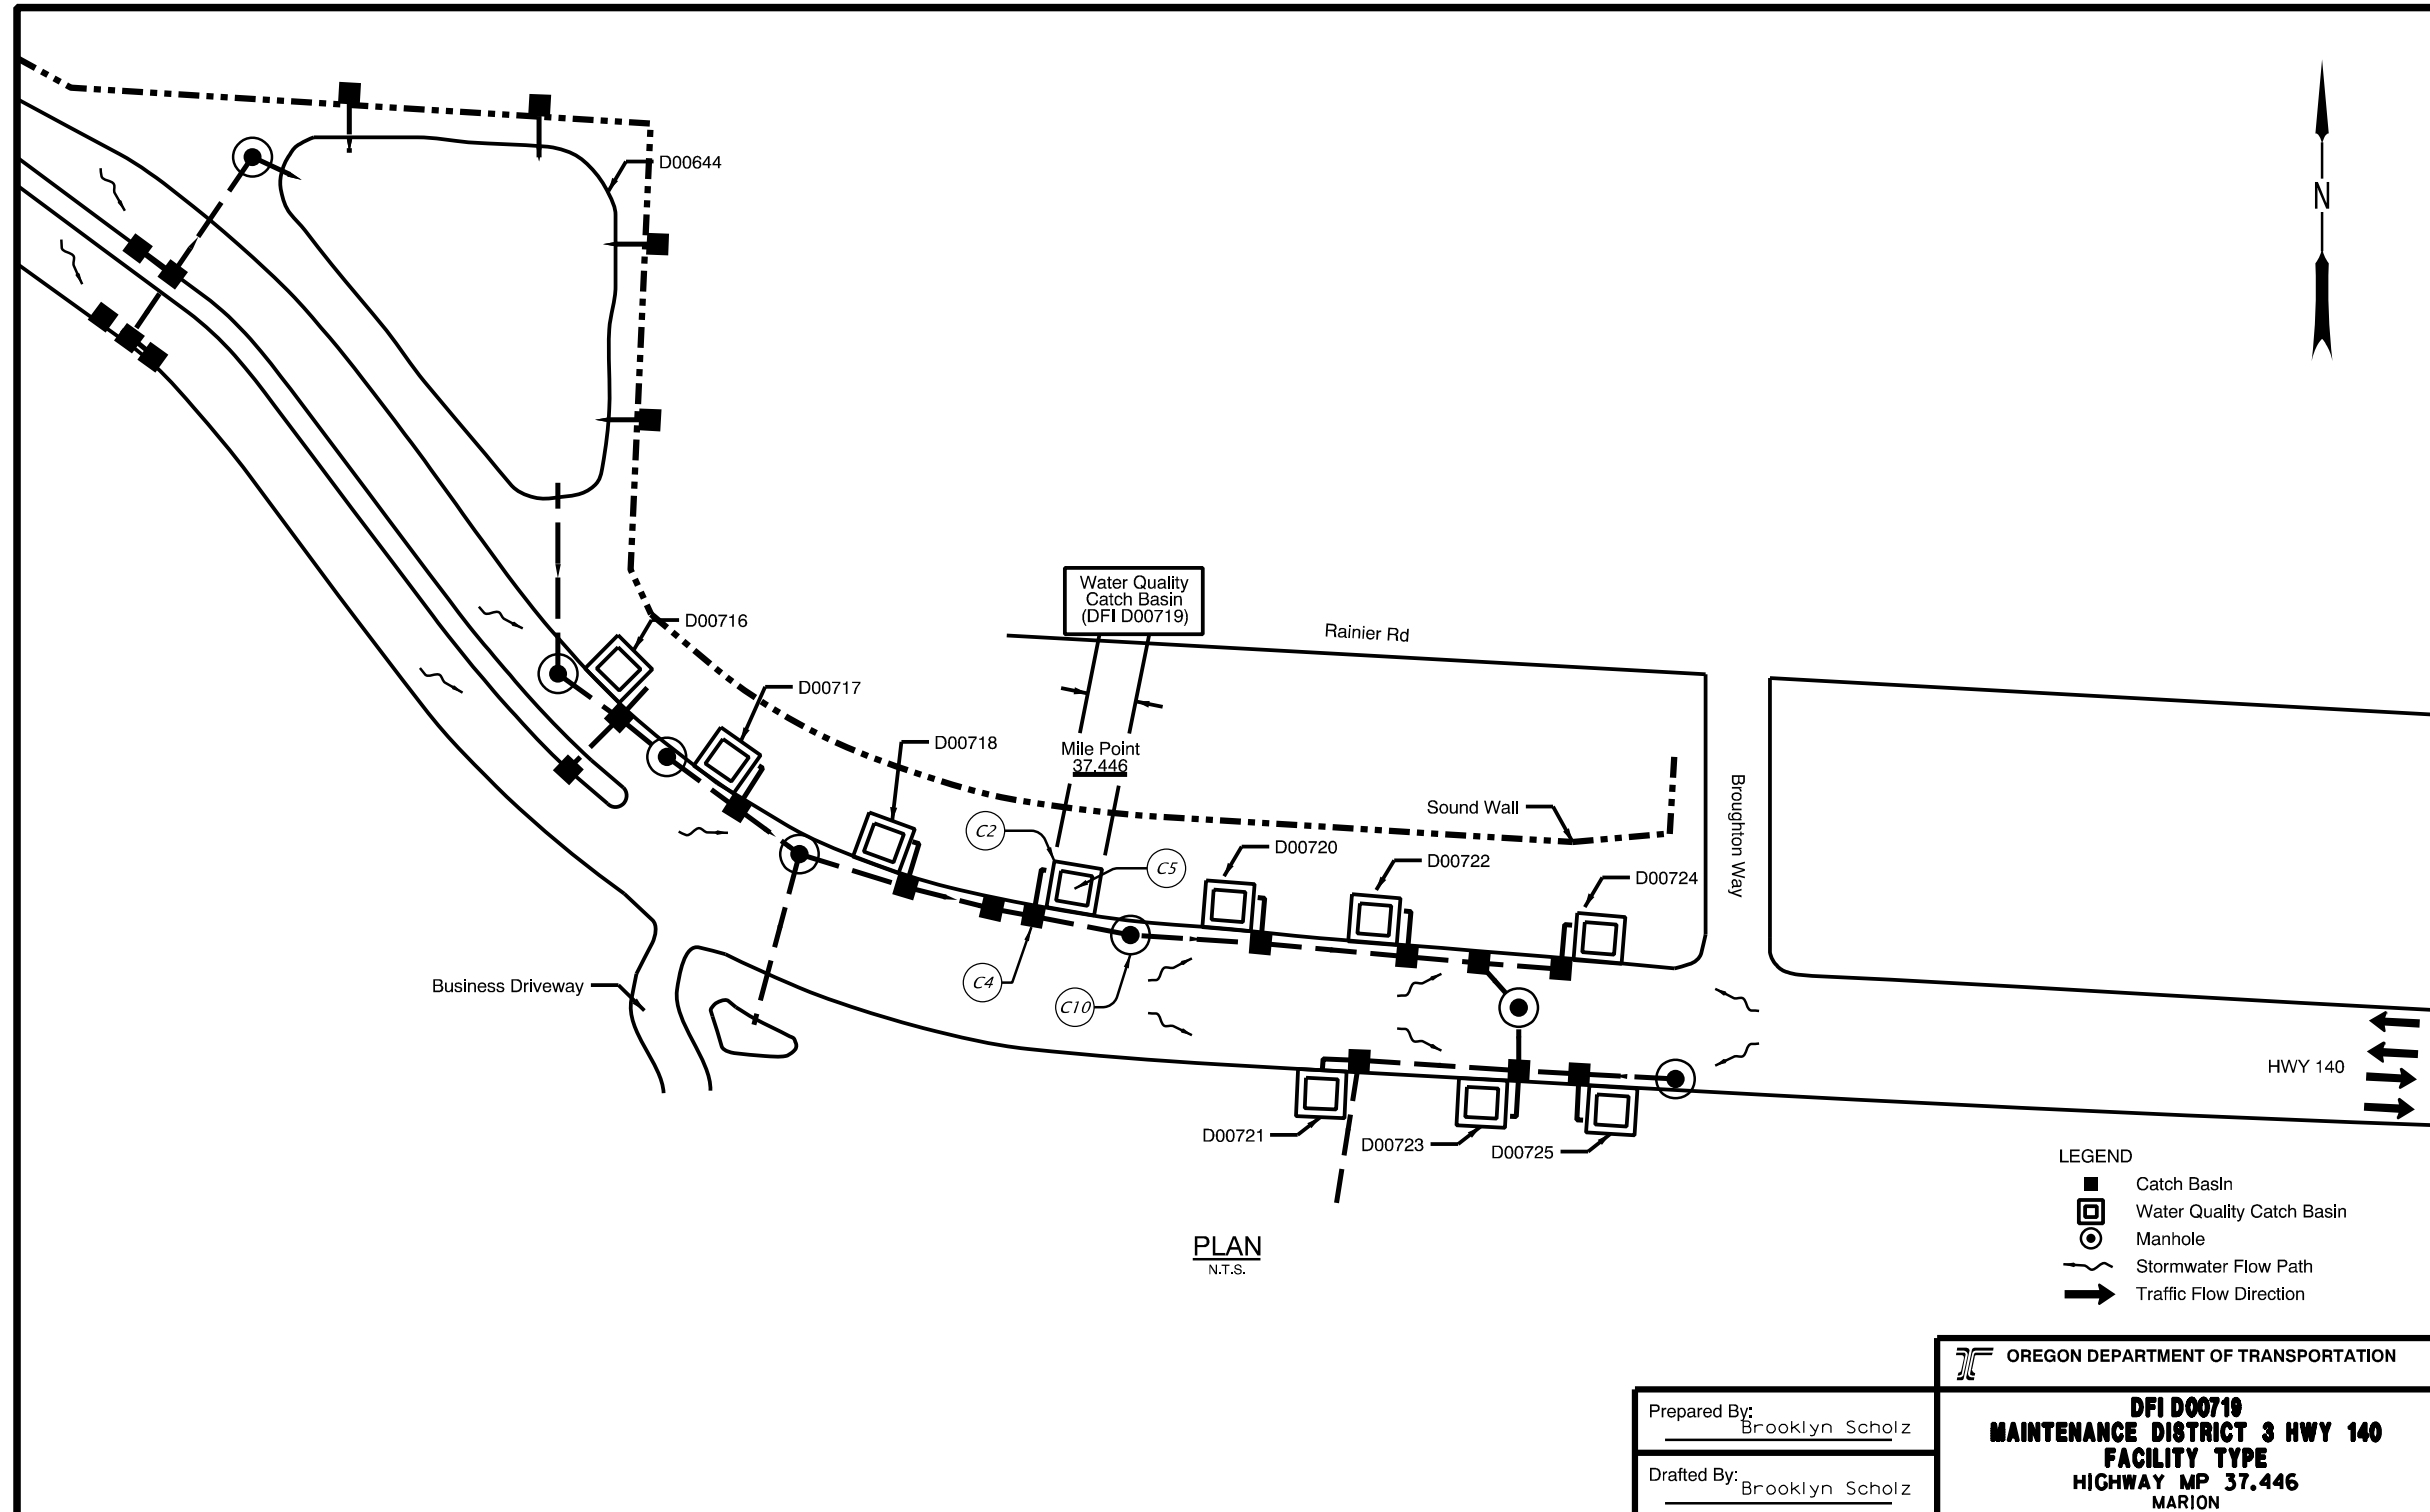 D00644
N
Water Quality
Catch Basin
(DFI D00719)
D00716
Rainier Rd
D00717
D00718
Mile Point
37.446
Sound Wall
Broughton Way
C2
C5
D00720
D00722
D00724
Business Driveway
C4
C10
HWY 140
D00721
D00723
D00725
LEGEND
Catch Basin
Water Quality Catch Basin
Manhole
Stormwater Flow Path
Traffic Flow Direction
PLAN
N.T.S.
OREGON DEPARTMENT OF TRANSPORTATION
Prepared By:
Brooklyn Scholz
Drafted By:
Brooklyn Scholz
DFI D00719
MAINTENANCE DISTRICT 3 HWY 140
FACILITY TYPE
HIGHWAY MP 37.446
MARION